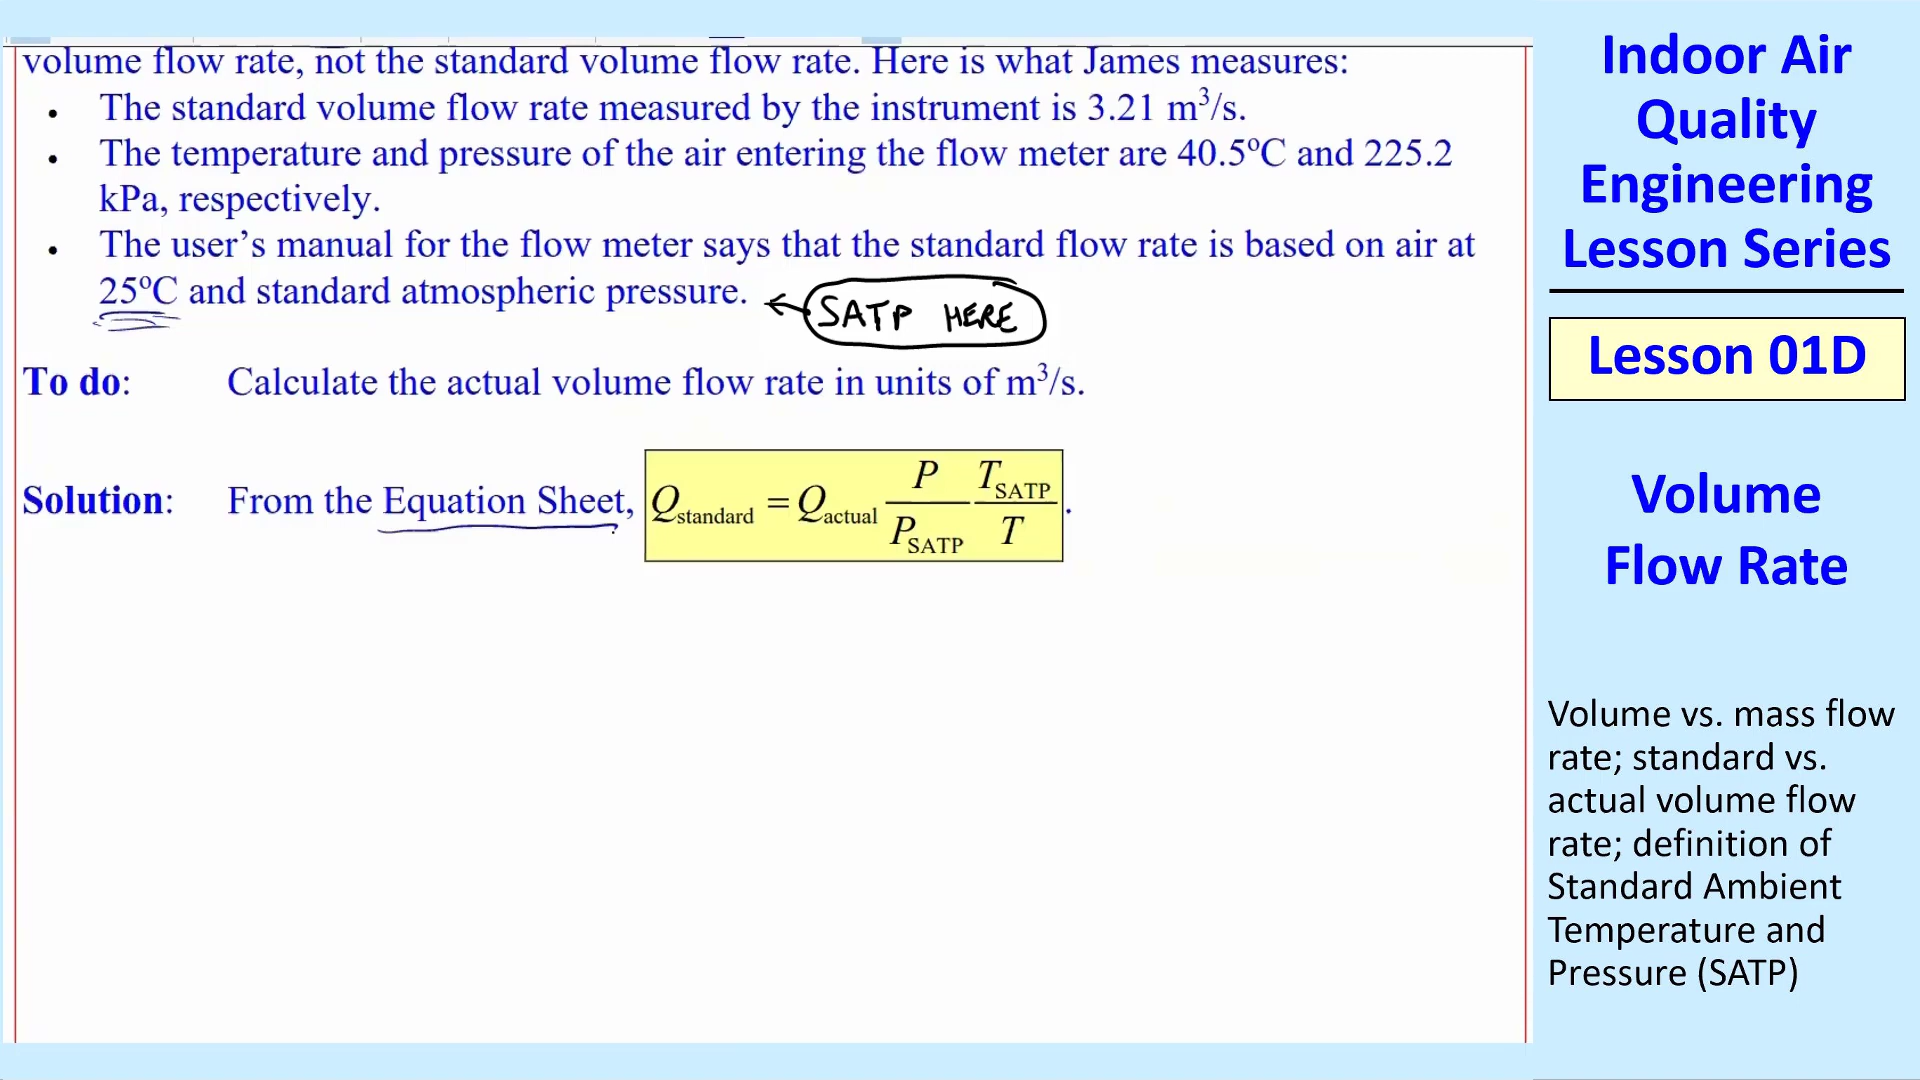 volume flow rate, not the standard volume flow rate. Here is what James measures:
• The standard volume flow rate measured by the instrument is 3.21 m³/s.
• The temperature and pressure of the air entering the flow meter are 40.5ºC and 225.2
kPa, respectively.
• The user’s manual for the flow meter says that the standard flow rate is based on air at
25ºC and standard atmospheric pressure. ← SATP HERE
To do: Calculate the actual volume flow rate in units of m³/s.
Solution: From the Equation Sheet, Q_standard = Q_actual P/P_SATP T_SATP/T.
Indoor Air
Quality
Engineering
Lesson Series
Lesson 01D
Volume
Flow Rate
Volume vs. mass flow
rate; standard vs.
actual volume flow
rate; definition of
Standard Ambient
Temperature and
Pressure (SATP)